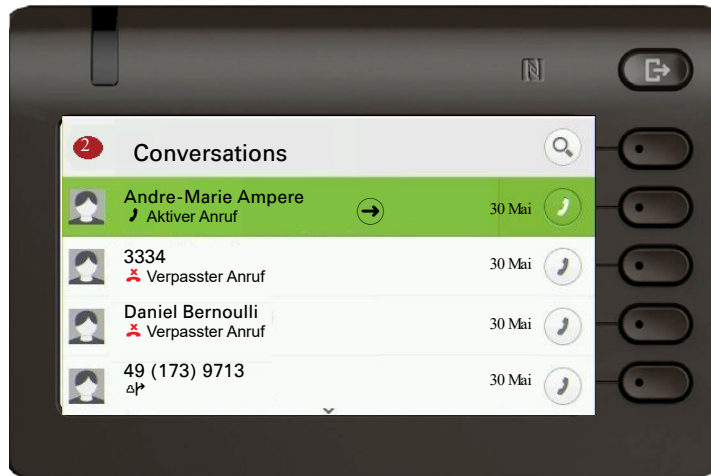 2
Conversations
Andre-Marie Ampere
Aktiver Anruf
30 Mai
3334
Verpasster Anruf
30 Mai
Daniel Bernoulli
Verpasster Anruf
30 Mai
49 (173) 9713
30 Mai